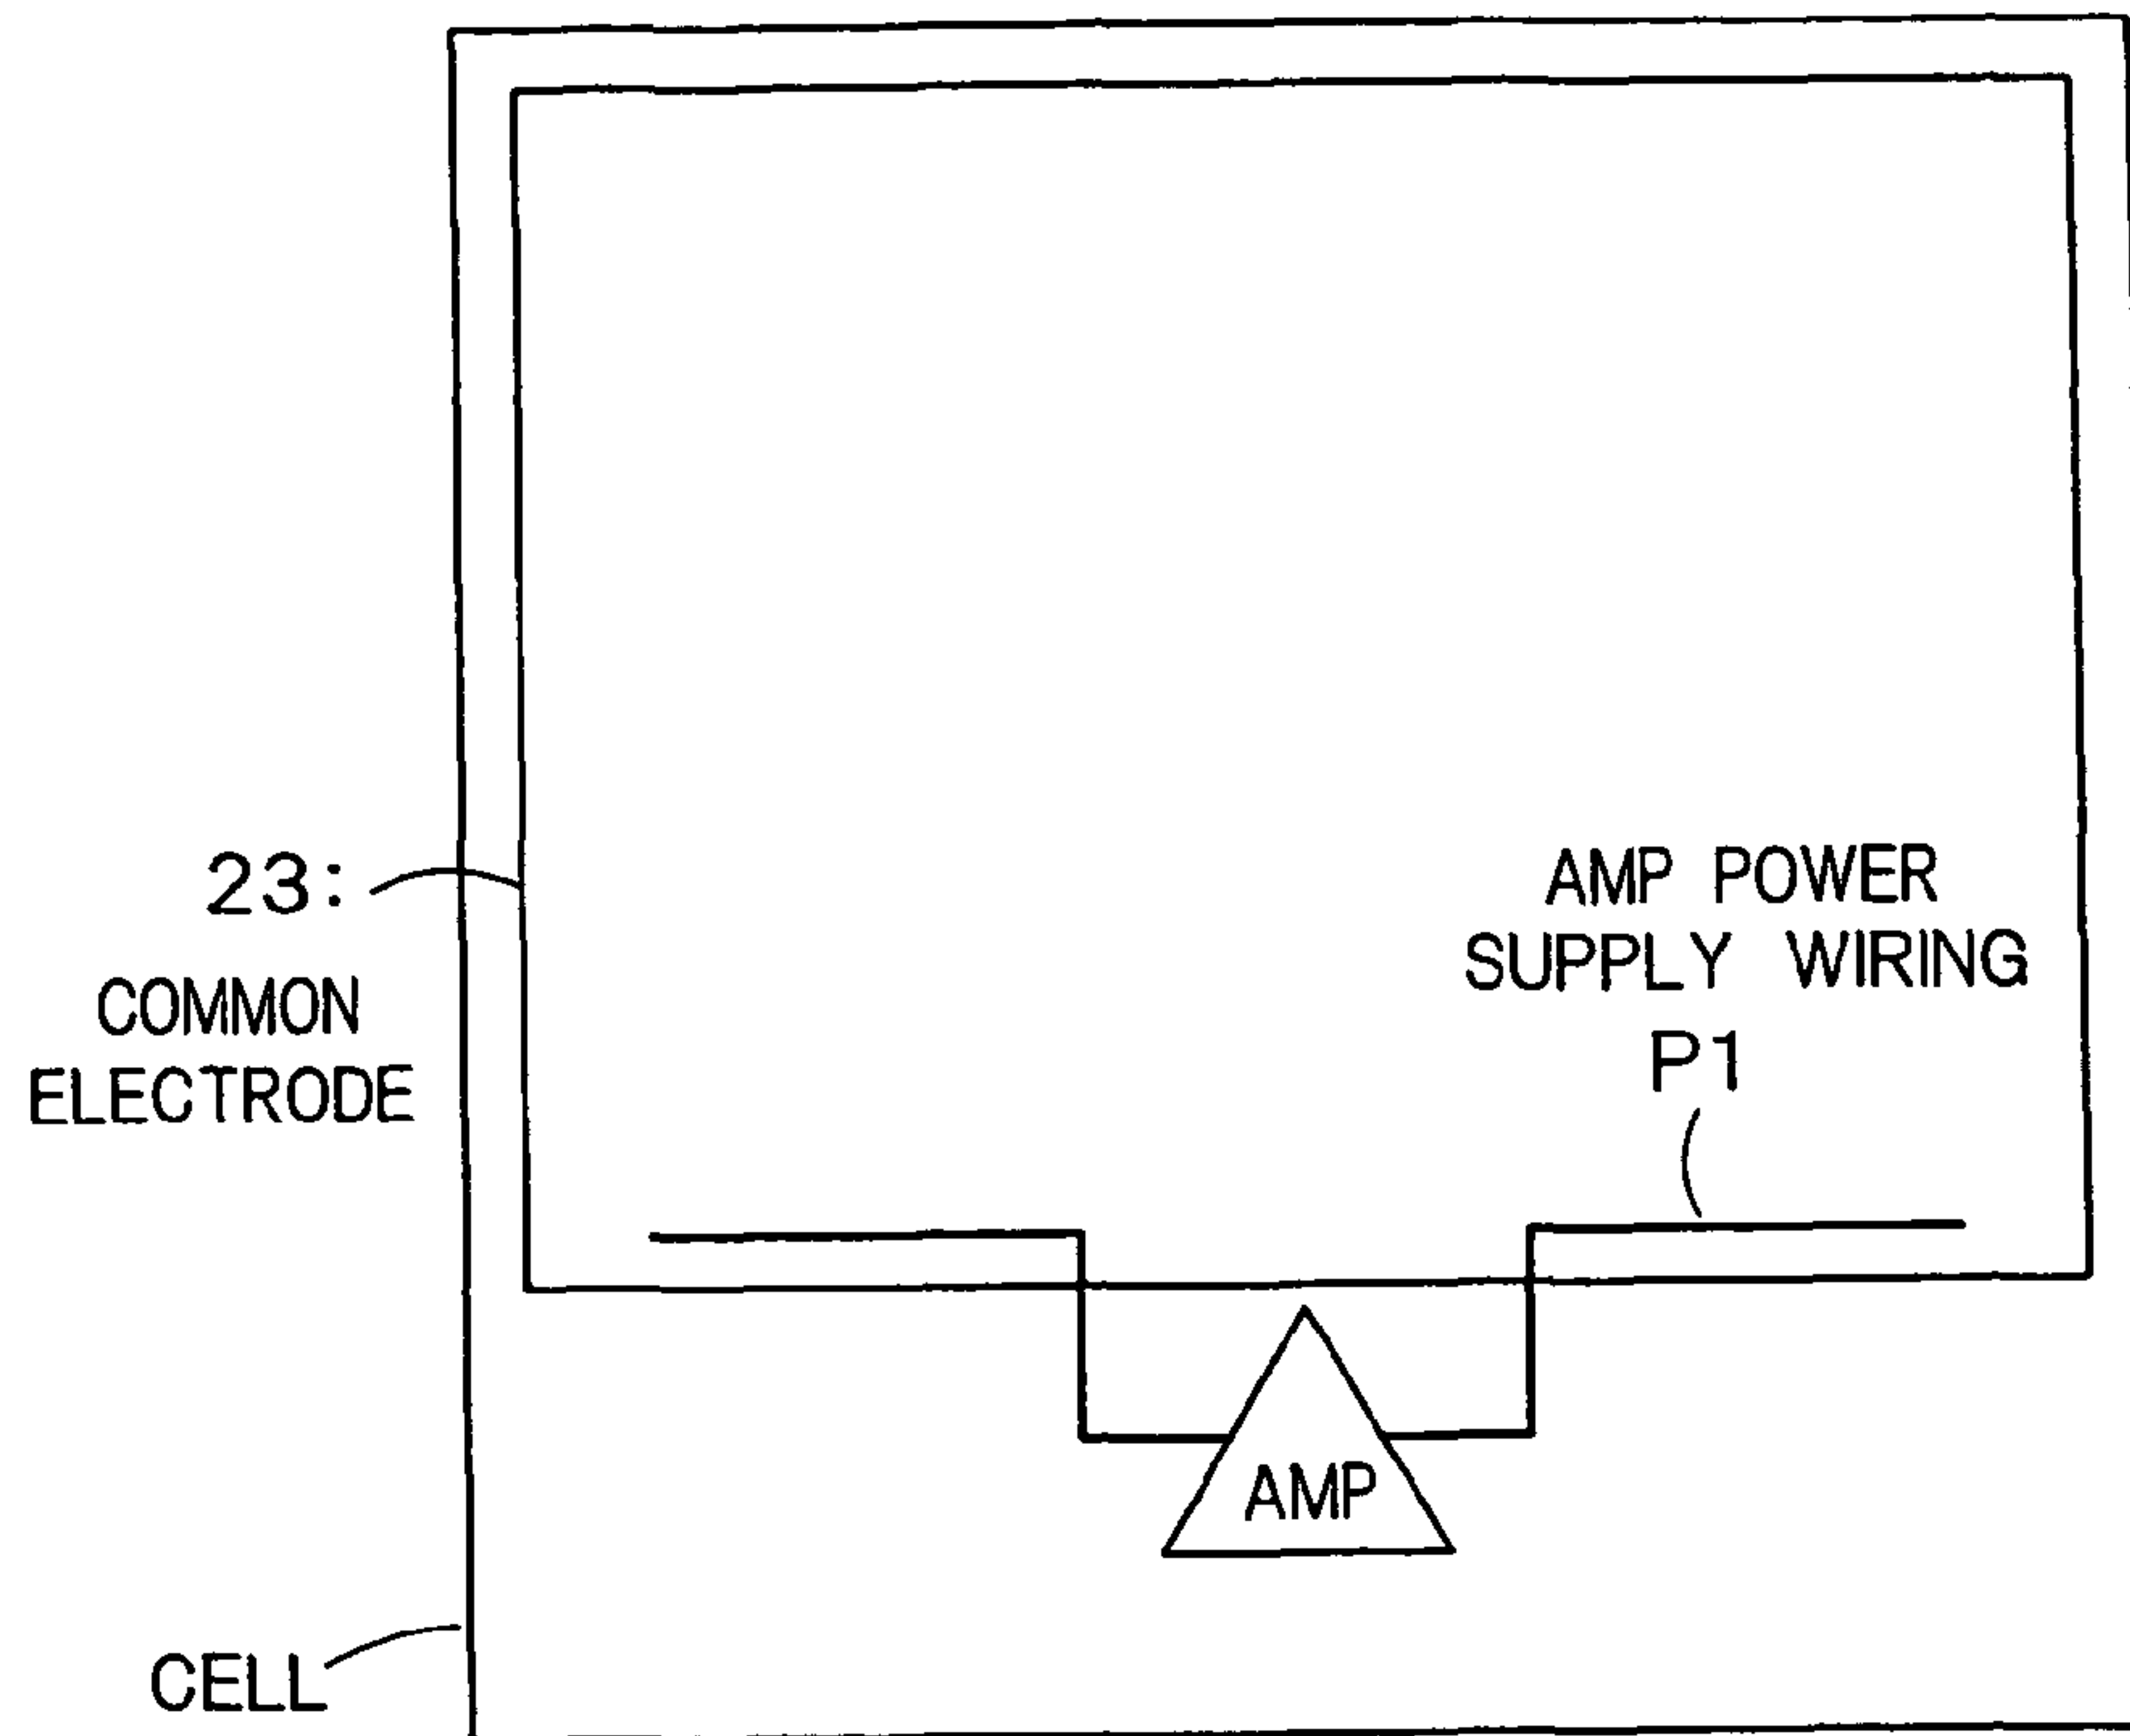 23:
COMMON
ELECTRODE
AMP POWER
SUPPLY WIRING
P1
AMP
CELL